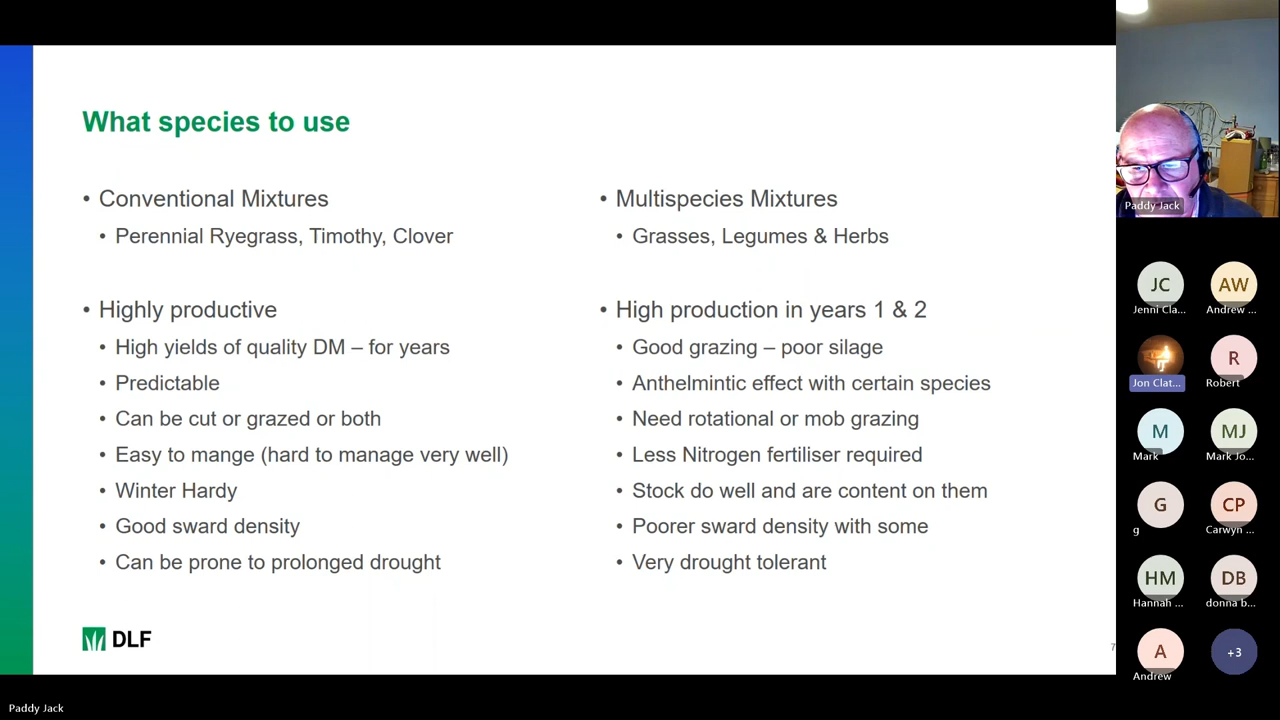 What species to use
• Conventional Mixtures
• Perennial Ryegrass, Timothy, Clover
• Highly productive
• High yields of quality DM – for years
• Predictable
• Can be cut or grazed or both
• Easy to mange (hard to manage very well)
• Winter Hardy
• Good sward density
• Can be prone to prolonged drought
• Multispecies Mixtures
• Grasses, Legumes & Herbs
• High production in years 1 & 2
• Good grazing – poor silage
• Anthelmintic effect with certain species
• Need rotational or mob grazing
• Less Nitrogen fertiliser required
• Stock do well and are content on them
• Poorer sward density with some
• Very drought tolerant
DLF
7
Paddy Jack
JC
Jenni Cla...
AW
Andrew ...
Jon Clat...
R
Robert
M
Mark
MJ
Mark Jo...
G
g
CP
Carwyn ...
HM
Hannah ...
DB
donna b...
A
Andrew
+3
Paddy Jack